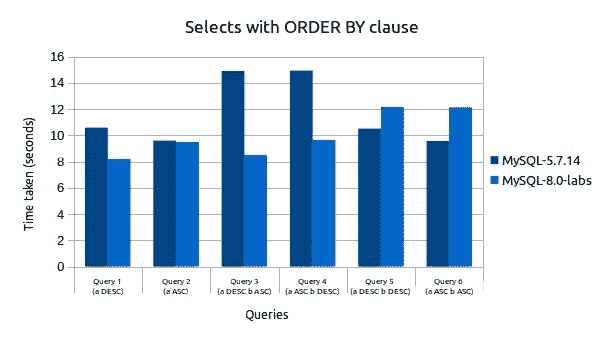 Selects with ORDER BY clause
Time taken (seconds)
16
14
12
10
8
6
4
2
0
MySQL-5.7.14
MySQL-8.0-labs
Query 1
(a DESC)
Query 2
(a ASC)
Query 3
(a DESC b ASC)
Query 4
(a ASC b DESC)
Query 5
(a DESC b DESC)
Query 6
(a ASC b ASC)
Queries